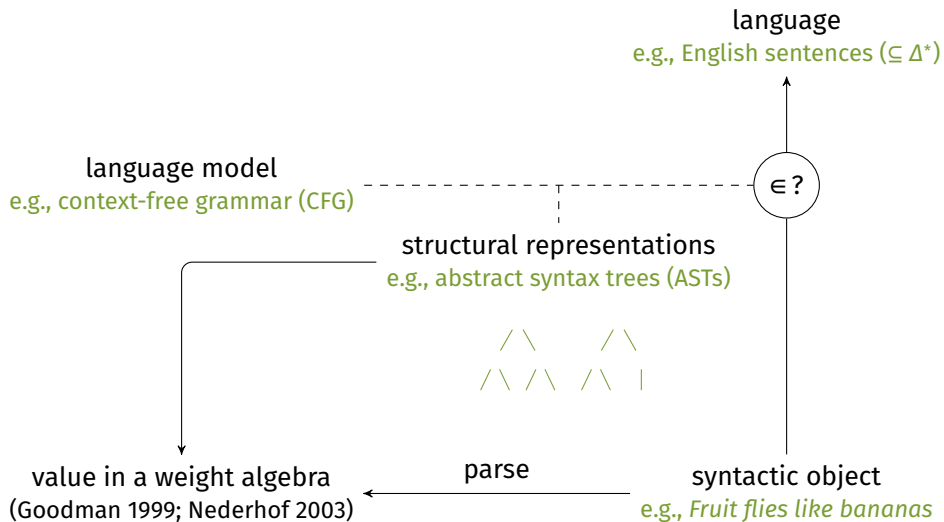 language
e.g., English sentences (⊆ Δ*)
language model
e.g., context-free grammar (CFG)
∈ ?
structural representations
e.g., abstract syntax trees (ASTs)
value in a weight algebra
(Goodman 1999; Nederhof 2003)
parse
syntactic object
e.g., Fruit flies like bananas